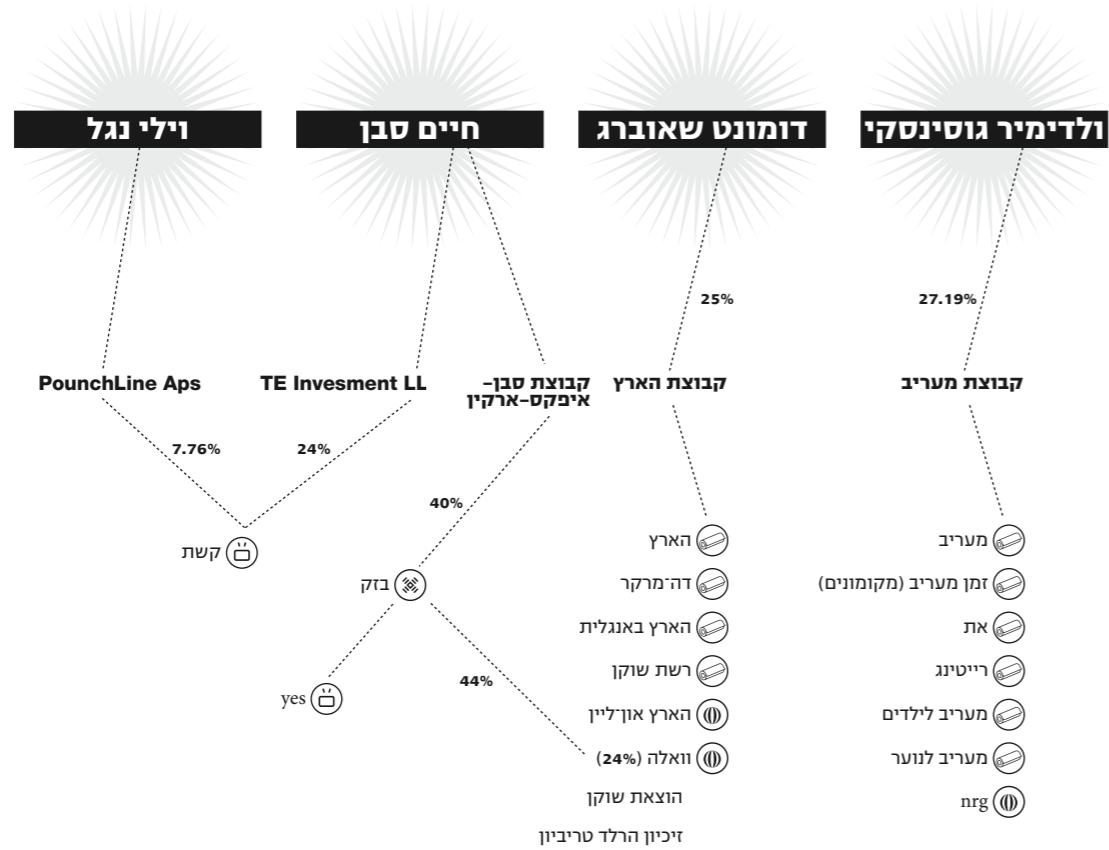 ולדימיר גוסינסקי
דומונט שאוברג
חיים סבן
וילי נגל
27.19%
25%
קבוצת מעריב
קבוצת הארץ
קבוצת סבן-
איפקס-ארקין
TE Invesment LL
PounchLine Aps
24%
7.76%
40%
קשת
בזק
44%
yes
הארץ
דה־מרקר
הארץ באנגלית
רשת שוקן
הארץ און־ליין
וואלה (24%)
הוצאת שוקן
זיכיון הרלד טריביון
מעריב
זמן מעריב (מקומונים)
את
רייטינג
מעריב לילדים
מעריב לנוער
nrg